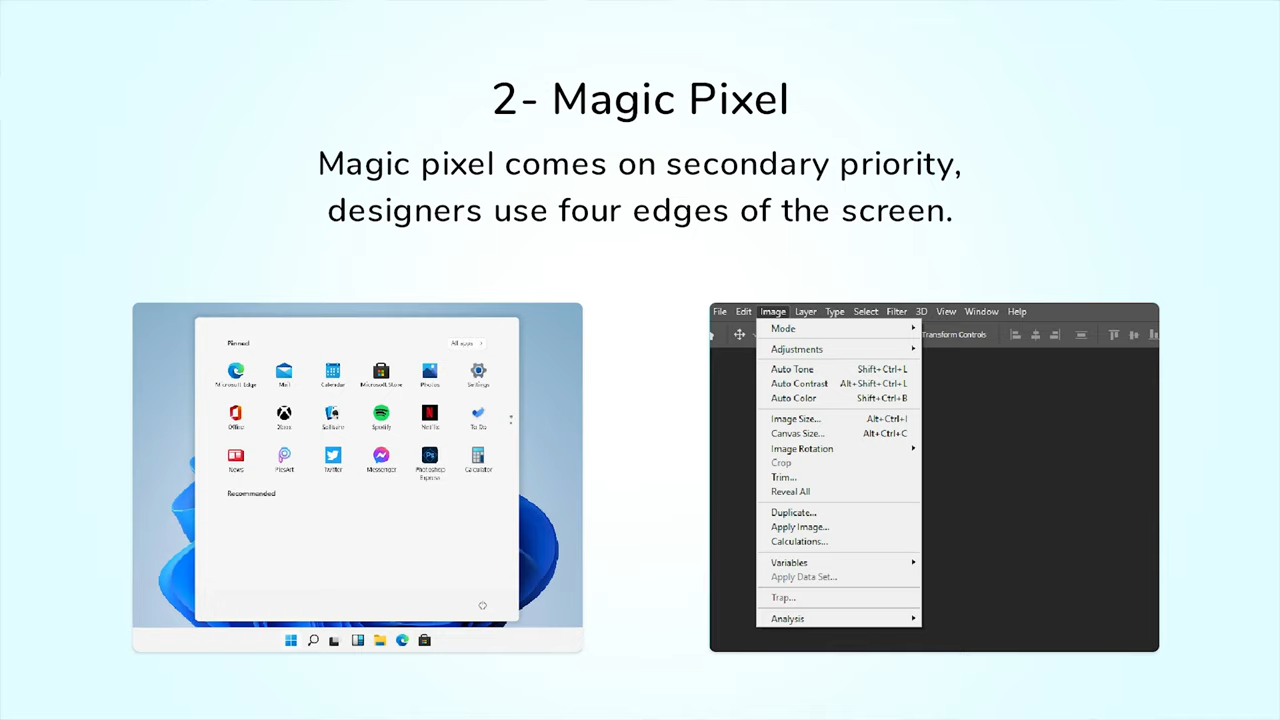 2- Magic Pixel
Magic pixel comes on secondary priority,
designers use four edges of the screen.
Pinned
All apps >
Microsoft Edge Mail Calendar Microsoft Store Photos Settings
Office Xbox Solitaire Spotify Netflix To Do
News PicsArt Twitter Messenger Photoshop Express Calculator
Recommended
File Edit Image Layer Type Select Filter 3D View Window Help
Transform Controls
Mode
Adjustments
Auto Tone Shift+Ctrl+L
Auto Contrast Alt+Shift+Ctrl+L
Auto Color Shift+Ctrl+B
Image Size... Alt+Ctrl+I
Canvas Size... Alt+Ctrl+C
Image Rotation
Crop
Trim...
Reveal All
Duplicate...
Apply Image...
Calculations...
Variables
Apply Data Set...
Trap...
Analysis